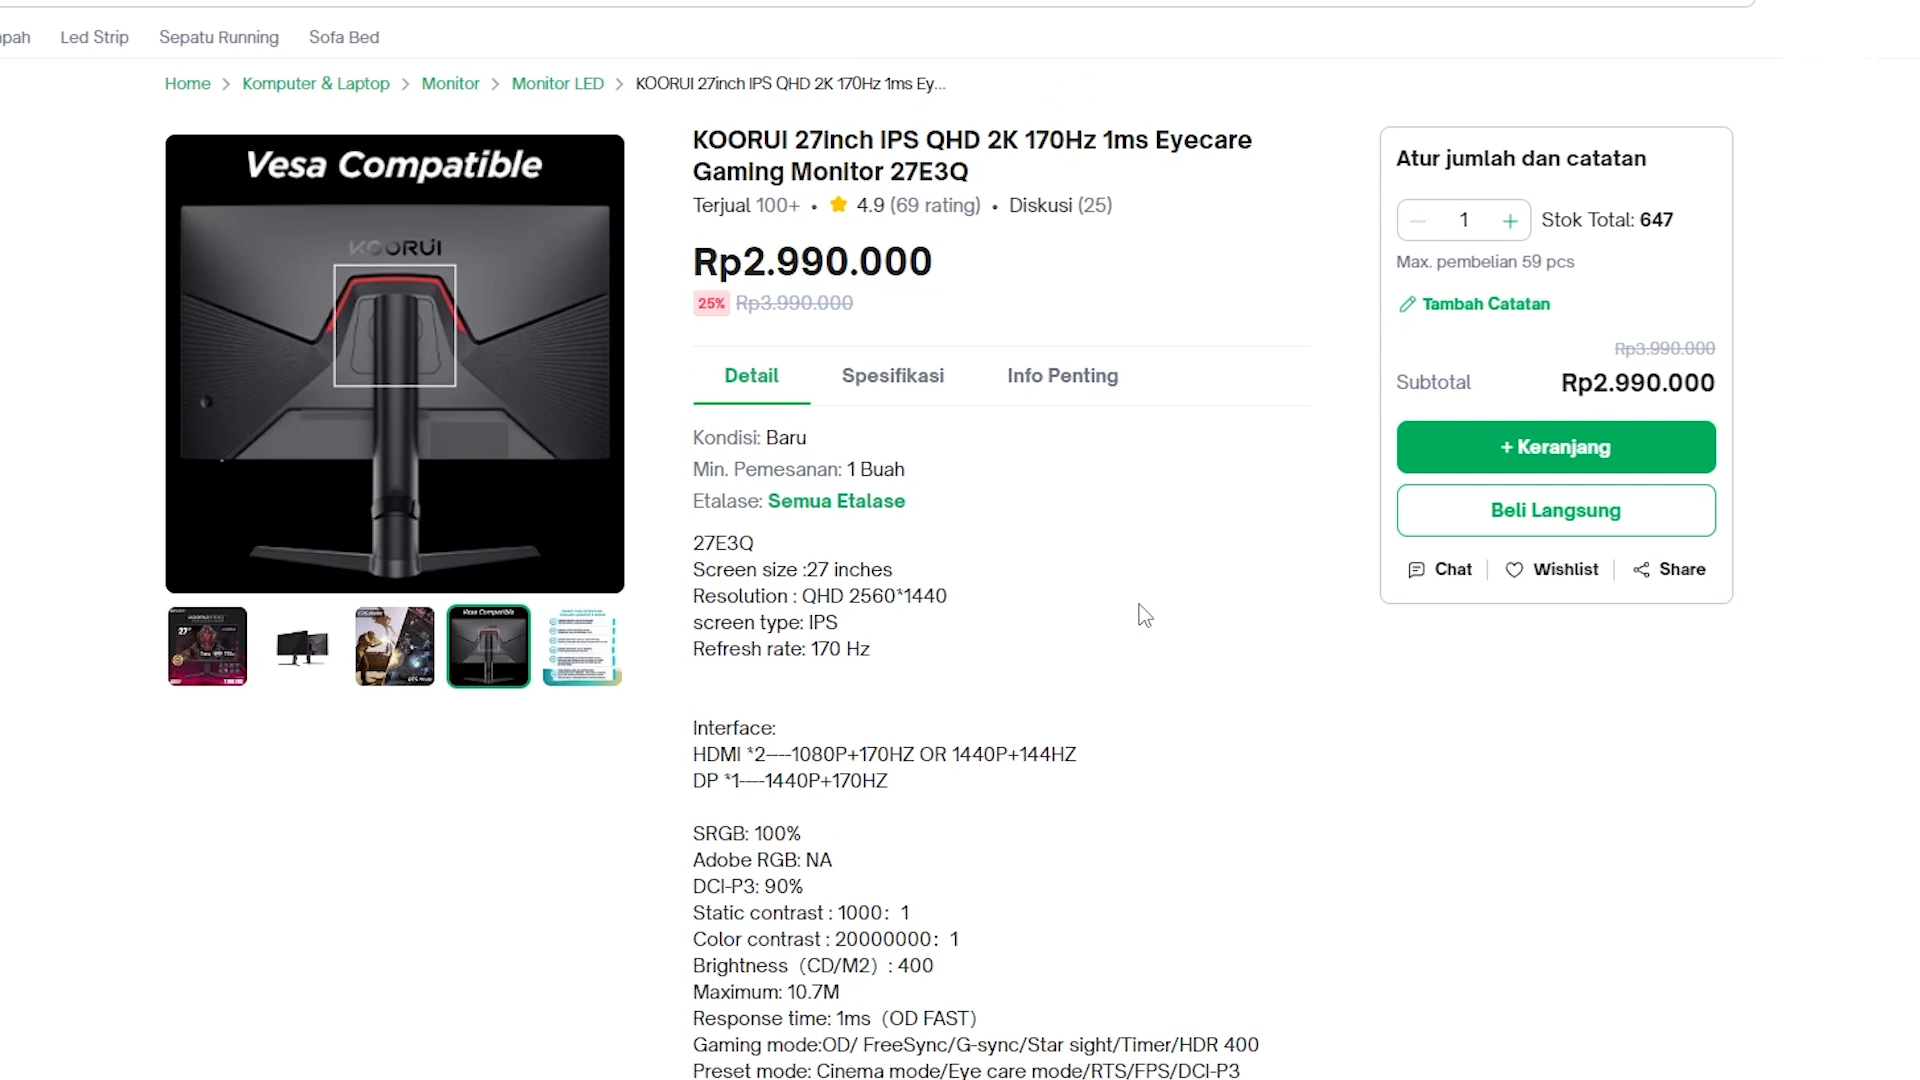 Led Strip
Sepatu Running
Sofa Bed
Home > Komputer & Laptop > Monitor > Monitor LED > KOORUI 27inch IPS QHD 2K 170Hz 1ms Ey...
Vesa Compatible
KOORUI
KOORUI 27inch IPS QHD 2K 170Hz 1ms Eyecare
Gaming Monitor 27E3Q
Terjual 100+ • 4.9 (69 rating) • Diskusi (25)
Rp2.990.000
25% Rp3.990.000
Detail
Spesifikasi
Info Penting
Kondisi: Baru
Min. Pemesanan: 1 Buah
Etalase: Semua Etalase
27E3Q
Screen size :27 inches
Resolution : QHD 2560*1440
screen type: IPS
Refresh rate: 170 Hz
Interface:
HDMI *2----1080P+170HZ OR 1440P+144HZ
DP *1----1440P+170HZ
SRGB: 100%
Adobe RGB: NA
DCI-P3: 90%
Static contrast : 1000：1
Color contrast : 20000000：1
Brightness（CD/M2）: 400
Maximum: 10.7M
Response time: 1ms（OD FAST）
Gaming mode:OD/ FreeSync/G-sync/Star sight/Timer/HDR 400
Preset mode: Cinema mode/Eye care mode/RTS/FPS/DCI-P3
Atur jumlah dan catatan
1
Stok Total: 647
Max. pembelian 59 pcs
Tambah Catatan
Rp3.990.000
Subtotal Rp2.990.000
+ Keranjang
Beli Langsung
Chat
Wishlist
Share
Vesa Compatible